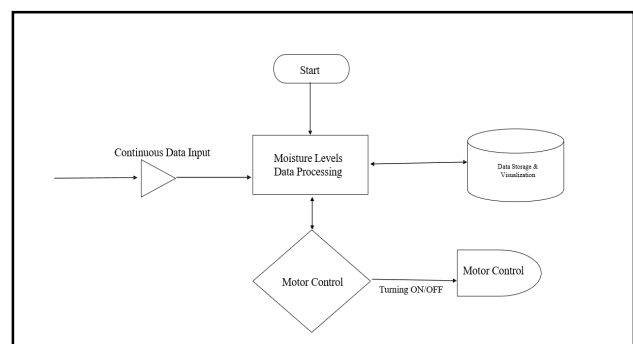 Start
Continuous Data Input
Moisture Levels
Data Processing
Data Storage &
Visualization
Motor Control
Turning ON/OFF
Motor Control